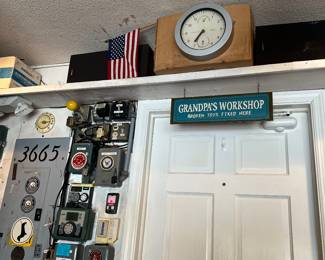 GRANDPA'S WORKSHOP
BROKEN TOYS FIXED HERE
3665